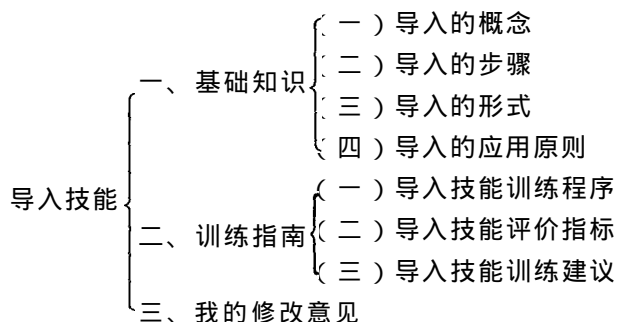 （一）导入的概念
（二）导入的步骤
一、基础知识
（三）导入的形式
（四）导入的应用原则
导入技能
（一）导入技能训练程序
二、训练指南
（二）导入技能评价指标
（三）导入技能训练建议
三、我的修改意见